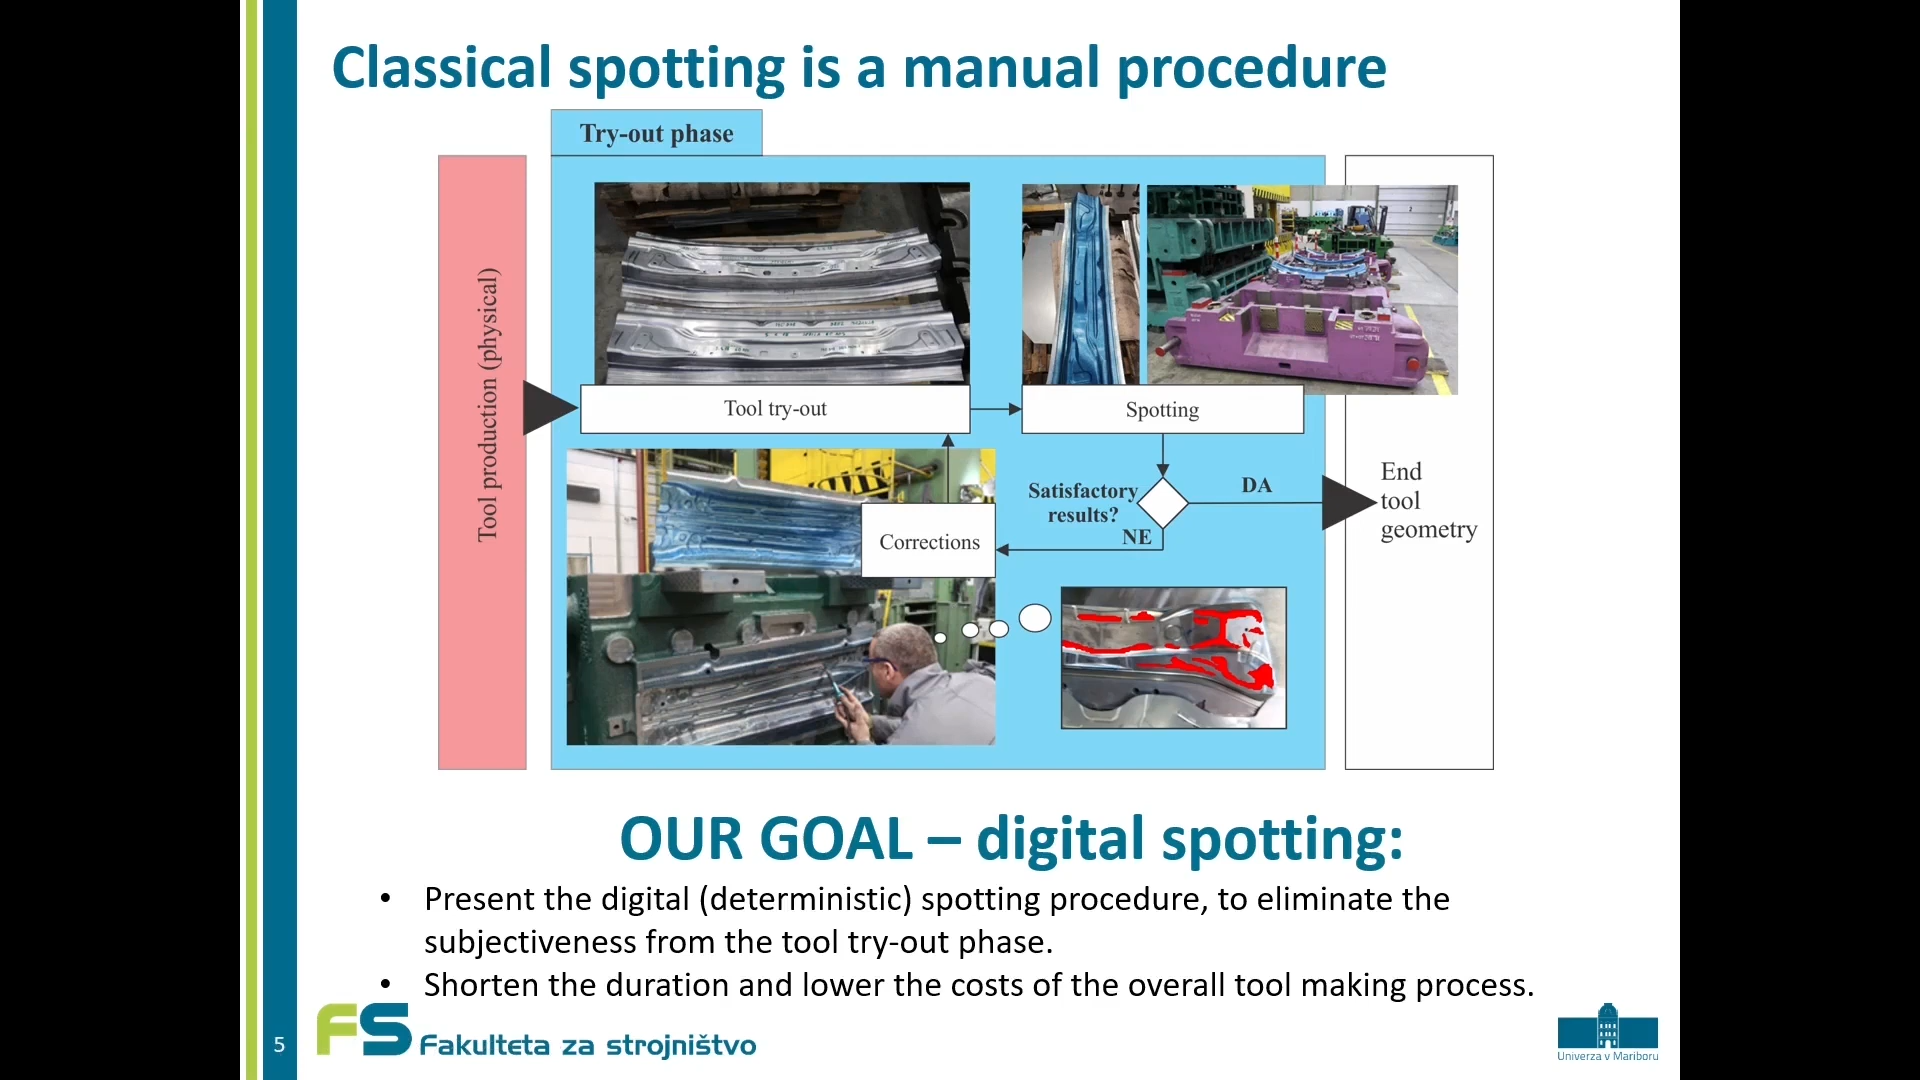 Classical spotting is a manual procedure
Try-out phase
Tool production (physical)
Tool try-out
Spotting
Satisfactory
results?
DA
NE
Corrections
End
tool
geometry
OUR GOAL – digital spotting:
• Present the digital (deterministic) spotting procedure, to eliminate the
subjectiveness from the tool try-out phase.
• Shorten the duration and lower the costs of the overall tool making process.
5
FS Fakulteta za strojništvo
Univerza v Mariboru